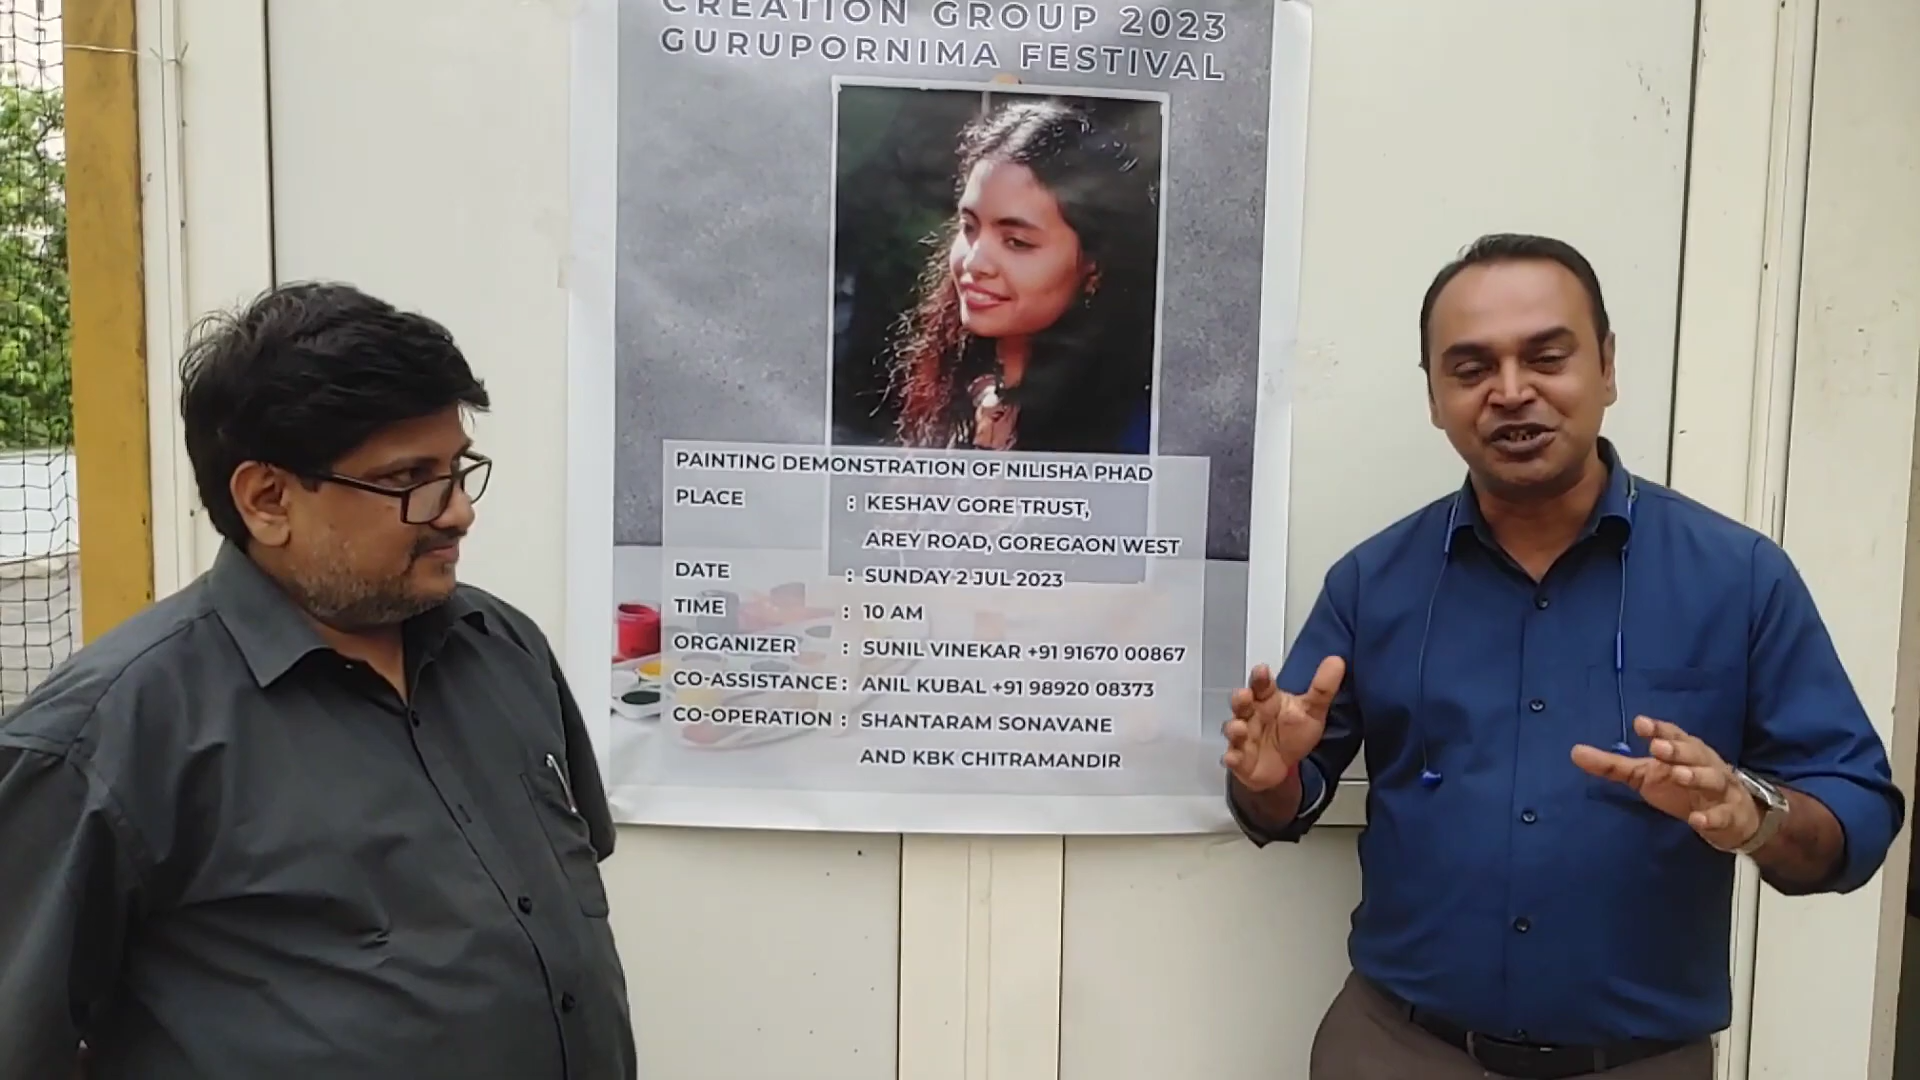 CREATION GROUP 2023
GURUPORNIMA FESTIVAL
PAINTING DEMONSTRATION OF NILISHA PHAD
PLACE : KESHAV GORE TRUST,
AREY ROAD, GOREGAON WEST
DATE : SUNDAY 2 JUL 2023
TIME : 10 AM
ORGANIZER : SUNIL VINEKAR +91 91670 00867
CO-ASSISTANCE : ANIL KUBAL +91 98920 08373
CO-OPERATION : SHANTARAM SONAVANE
AND KBK CHITRAMANDIR